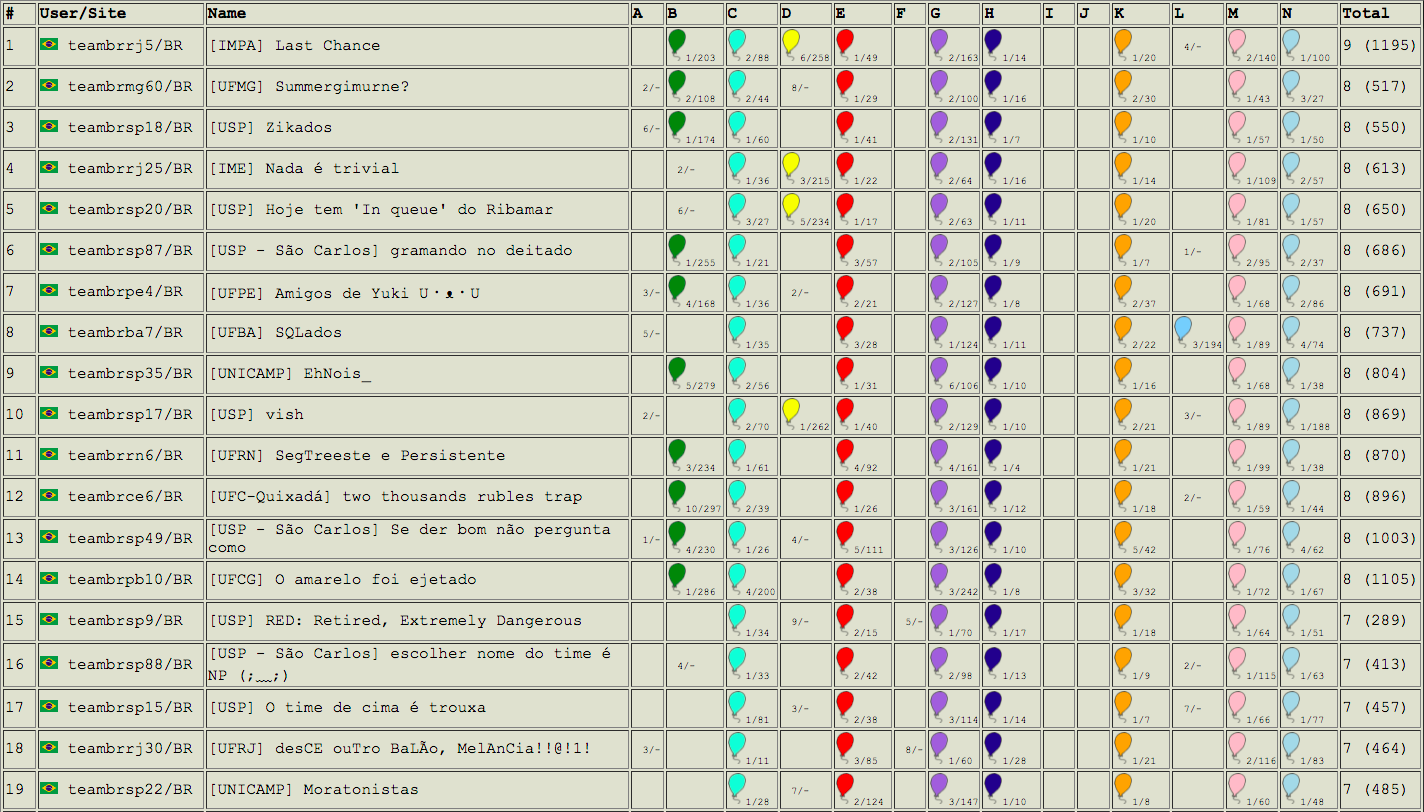 # User/Site Name A B C D E F G H I J K L M N Total
1 teambrrj5/BR [IMPA] Last Chance 1/203 2/88 6/258 1/49 2/163 1/14 1/20 4/- 2/140 1/100 9 (1195)
2 teambrmg60/BR [UFMG] Summergimurne? 2/- 2/108 2/44 8/- 1/29 2/100 1/16 2/30 1/43 3/27 8 (517)
3 teambrsp18/BR [USP] Zikados 6/- 1/174 1/60 1/41 2/131 1/7 1/10 1/57 1/50 8 (550)
4 teambrrj25/BR [IME] Nada é trivial 2/- 1/36 3/215 1/22 2/64 1/16 1/14 1/109 2/57 8 (613)
5 teambrsp20/BR [USP] Hoje tem 'In queue' do Ribamar 6/- 3/27 5/234 1/17 2/63 1/11 1/20 1/81 1/57 8 (650)
6 teambrsp87/BR [USP - São Carlos] gramando no deitado 1/255 1/21 3/57 2/105 1/9 1/7 1/- 2/95 2/37 8 (686)
7 teambrpe4/BR [UFPE] Amigos de Yuki U・ᴥ・U 3/- 4/168 1/36 2/- 2/21 2/127 1/8 2/37 1/68 2/86 8 (691)
8 teambrba7/BR [UFBA] SQLados 5/- 1/35 3/28 1/124 1/11 2/22 3/194 1/89 4/74 8 (737)
9 teambrsp35/BR [UNICAMP] EhNois_ 5/279 2/56 1/31 6/106 1/10 1/16 1/68 1/38 8 (804)
10 teambrsp17/BR [USP] vish 2/- 2/70 1/262 1/40 2/129 1/10 2/21 3/- 1/89 1/188 8 (869)
11 teambrrn6/BR [UFRN] SegTreeste e Persistente 3/234 1/61 4/92 4/161 1/4 1/21 1/99 1/38 8 (870)
12 teambrce6/BR [UFC-Quixadá] two thousands rubles trap 10/297 2/39 1/26 3/161 1/12 1/18 2/- 1/59 1/44 8 (896)
13 teambrsp49/BR [USP - São Carlos] Se der bom não pergunta
como 1/- 4/230 1/26 4/- 5/111 3/126 1/10 5/42 1/76 4/62 8 (1003)
14 teambrpb10/BR [UFCG] O amarelo foi ejetado 1/286 4/200 2/38 3/242 1/8 3/32 1/72 1/67 8 (1105)
15 teambrsp9/BR [USP] RED: Retired, Extremely Dangerous 1/34 9/- 2/15 5/- 1/70 1/17 1/18 1/64 1/51 7 (289)
16 teambrsp88/BR [USP - São Carlos] escolher nome do time é
NP (;﹏;) 4/- 1/33 2/42 2/98 1/13 1/9 2/- 1/115 1/63 7 (413)
17 teambrsp15/BR [USP] O time de cima é trouxa 1/81 3/- 2/38 3/114 1/14 1/7 7/- 1/66 1/77 7 (457)
18 teambrrj30/BR [UFRJ] desCE ouTro BaLÃo, MelAnCia!!@!1! 3/- 1/11 3/85 8/- 1/60 1/28 1/21 2/116 1/83 7 (464)
19 teambrsp22/BR [UNICAMP] Moratonistas 1/28 7/- 2/124 3/147 1/10 1/8 1/60 1/48 7 (485)